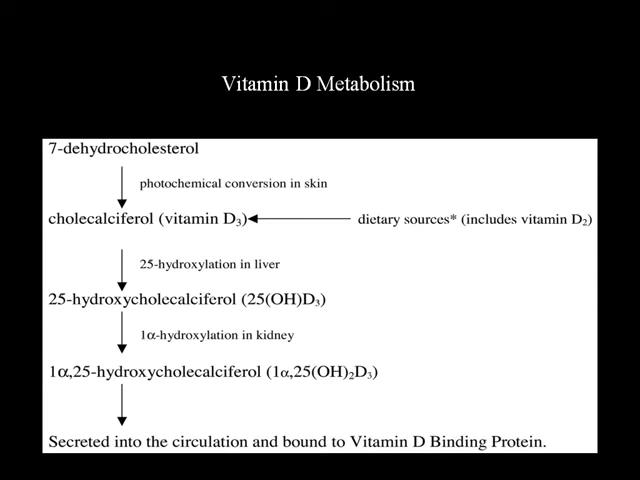 Vitamin D Metabolism
7-dehydrocholesterol
photochemical conversion in skin
cholecalciferol (vitamin D₃) dietary sources* (includes vitamin D₂)
25-hydroxylation in liver
25-hydroxycholecalciferol (25(OH)D₃)
1α-hydroxylation in kidney
1α,25-hydroxycholecalciferol (1α,25(OH)₂D₃)
Secreted into the circulation and bound to Vitamin D Binding Protein.